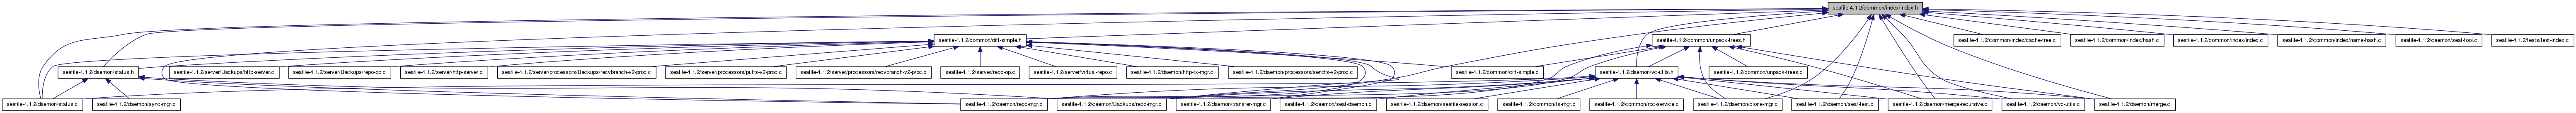 seafile-4.1.2/common/index/index.h
seafile-4.1.2/common/diff-simple.h
seafile-4.1.2/common/unpack-trees.h
seafile-4.1.2/common/index/cache-tree.c
seafile-4.1.2/common/index/hash.c
seafile-4.1.2/common/index/index.c
seafile-4.1.2/common/index/name-hash.c
seafile-4.1.2/daemon/seaf-tool.c
seafile-4.1.2/tests/test-index.c
seafile-4.1.2/daemon/status.h
seafile-4.1.2/server/Backups/http-server.c
seafile-4.1.2/server/Backups/repo-op.c
seafile-4.1.2/server/http-server.c
seafile-4.1.2/server/processors/Backups/recvbranch-v2-proc.c
seafile-4.1.2/server/processors/putfs-v2-proc.c
seafile-4.1.2/server/processors/recvbranch-v2-proc.c
seafile-4.1.2/server/repo-op.c
seafile-4.1.2/server/virtual-repo.c
seafile-4.1.2/daemon/http-tx-mgr.c
seafile-4.1.2/daemon/processors/sendfs-v2-proc.c
seafile-4.1.2/common/diff-simple.c
seafile-4.1.2/daemon/vc-utils.h
seafile-4.1.2/common/unpack-trees.c
seafile-4.1.2/daemon/status.c
seafile-4.1.2/daemon/sync-mgr.c
seafile-4.1.2/daemon/repo-mgr.c
seafile-4.1.2/daemon/Backups/repo-mgr.c
seafile-4.1.2/daemon/transfer-mgr.c
seafile-4.1.2/daemon/seaf-daemon.c
seafile-4.1.2/daemon/seafile-session.c
seafile-4.1.2/common/fs-mgr.c
seafile-4.1.2/common/rpc-service.c
seafile-4.1.2/daemon/clone-mgr.c
seafile-4.1.2/daemon/seaf-test.c
seafile-4.1.2/daemon/merge-recursive.c
seafile-4.1.2/daemon/vc-utils.c
seafile-4.1.2/daemon/merge.c